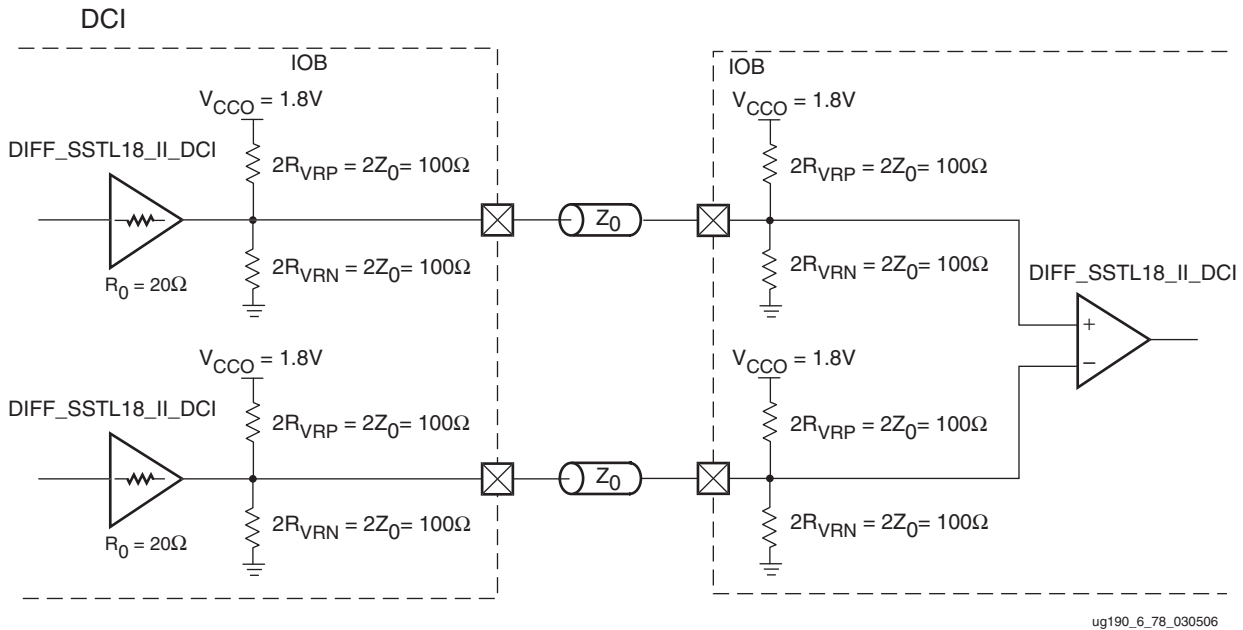 DCI
IOB
IOB
V_CCO = 1.8V
V_CCO = 1.8V
DIFF_SSTL18_II_DCI
2R_VRP = 2Z_0= 100Ω
2R_VRP = 2Z_0= 100Ω
Z_0
R_0 = 20Ω
2R_VRN = 2Z_0= 100Ω
2R_VRN = 2Z_0= 100Ω
DIFF_SSTL18_II_DCI
+
–
V_CCO = 1.8V
V_CCO = 1.8V
DIFF_SSTL18_II_DCI
2R_VRP = 2Z_0= 100Ω
2R_VRP = 2Z_0= 100Ω
Z_0
R_0 = 20Ω
2R_VRN = 2Z_0= 100Ω
2R_VRN = 2Z_0= 100Ω
ug190_6_78_030506